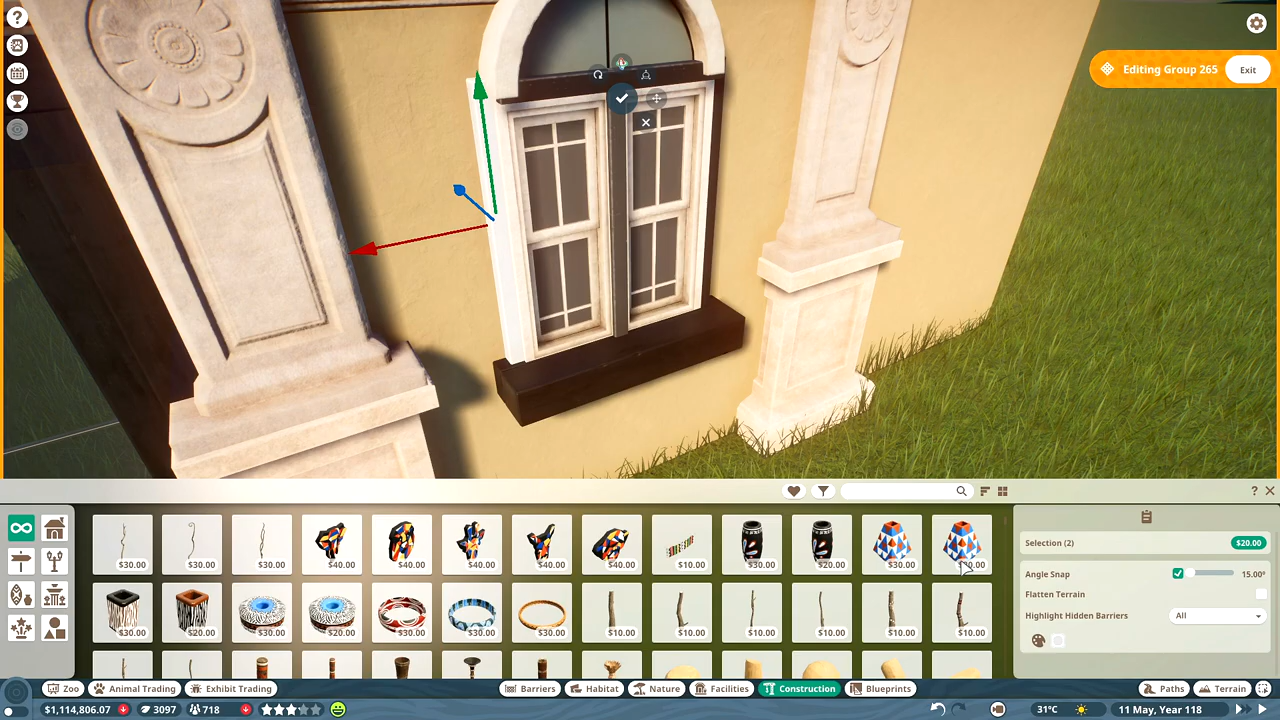 Editing Group 265
Exit
$30.00 $30.00 $30.00 $40.00 $40.00 $40.00 $40.00 $40.00 $10.00 $30.00 $20.00 $30.00
$30.00 $20.00 $30.00 $20.00 $30.00 $30.00 $30.00 $10.00 $10.00 $10.00 $10.00 $10.00 $10.00
Selection (2)
$20.00
Angle Snap
15.00°
Flatten Terrain
Highlight Hidden Barriers
All
Zoo
Animal Trading
Exhibit Trading
Barriers
Habitat
Nature
Facilities
Construction
Blueprints
Paths
Terrain
$1,114,806.07
3097
718
31°C
11 May, Year 118